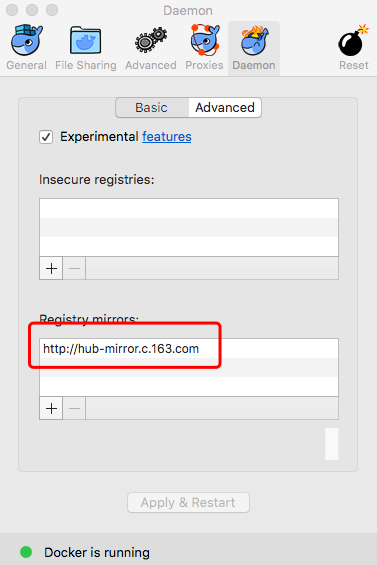 Daemon
General File Sharing Advanced Proxies Daemon Reset
Basic Advanced
Experimental features
Insecure registries:
+ −
Registry mirrors:
http://hub-mirror.c.163.com
+ −
Apply & Restart
Docker is running